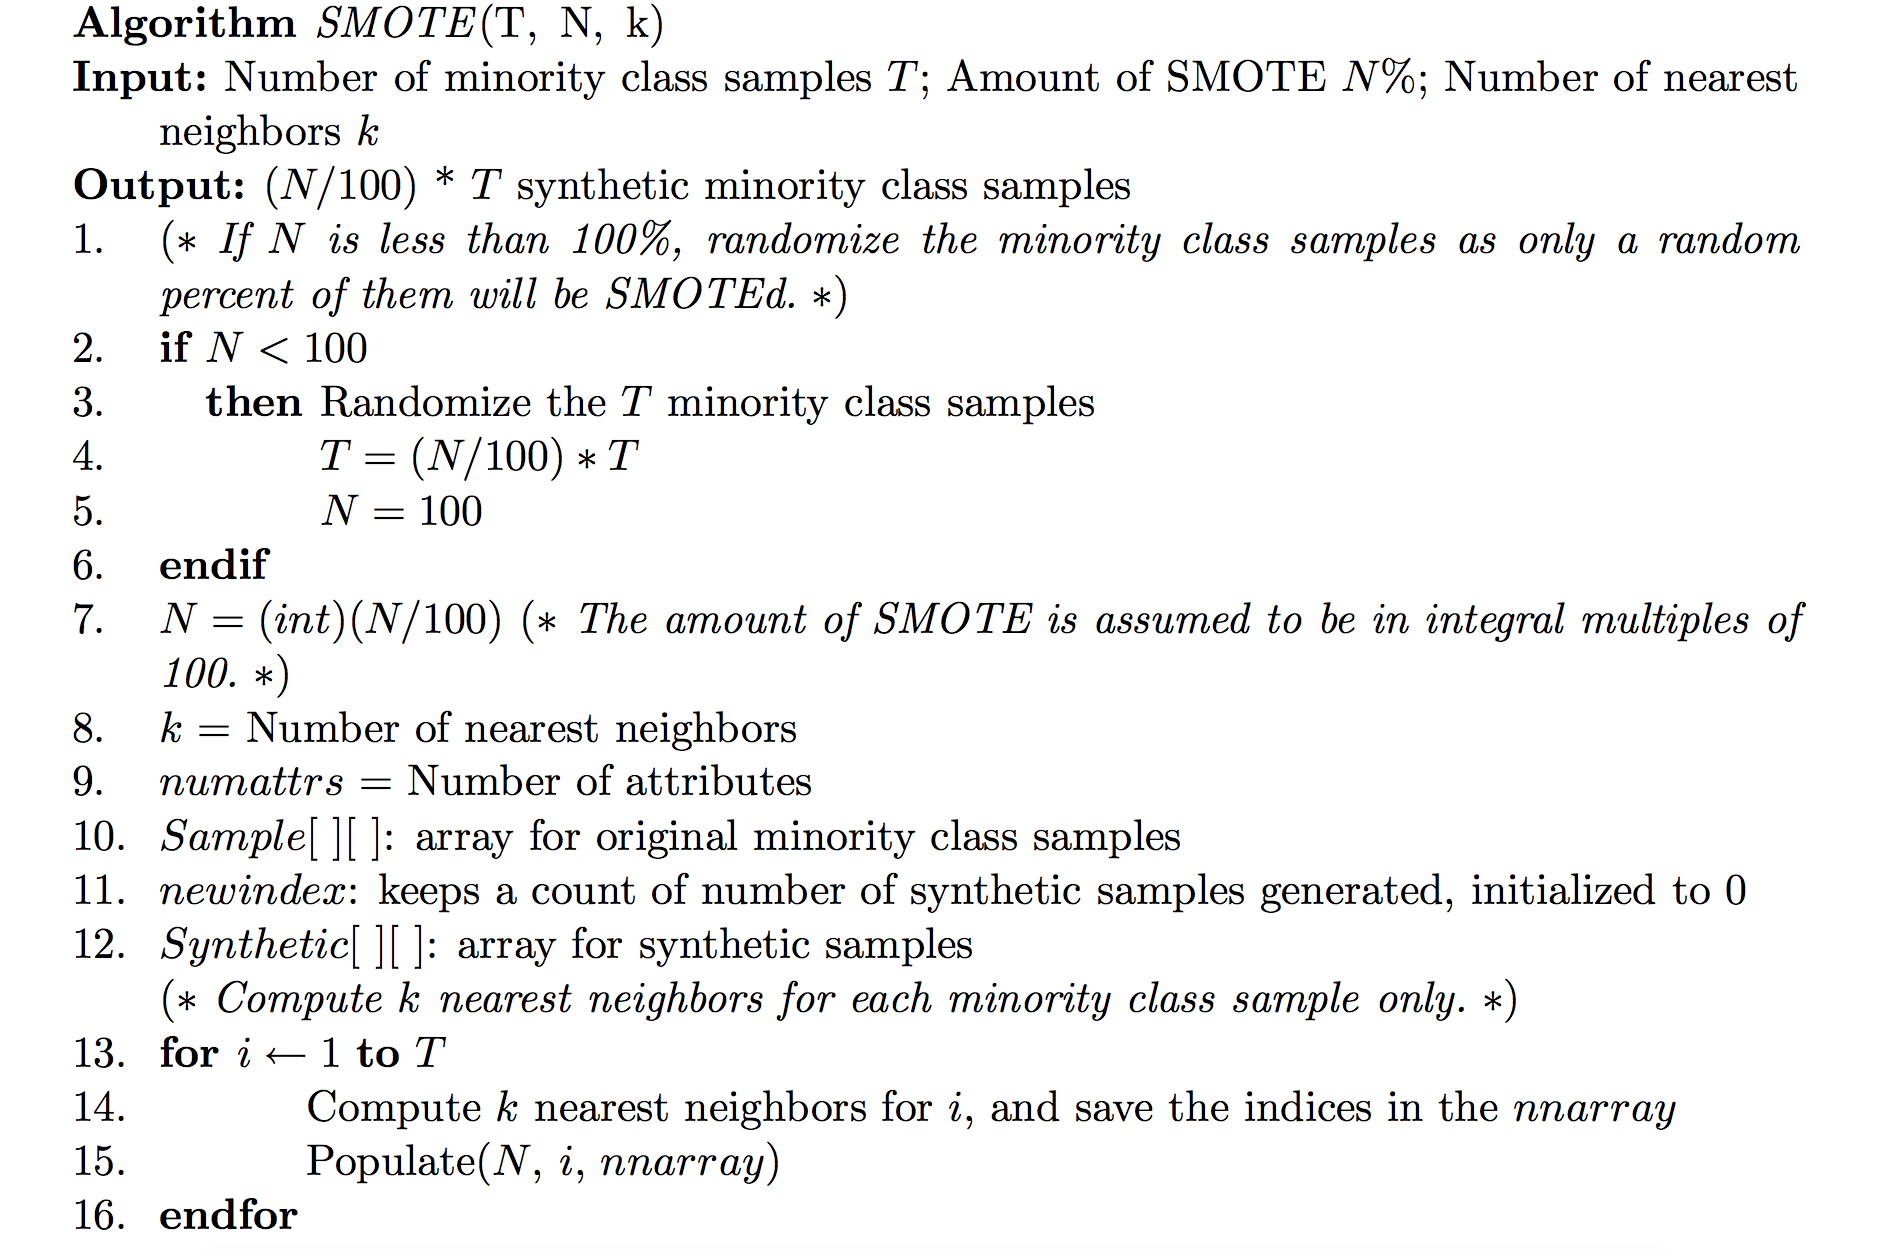 Algorithm SMOTE(T, N, k)
Input: Number of minority class samples T; Amount of SMOTE N%; Number of nearest
neighbors k
Output: (N/100) * T synthetic minority class samples
1. (∗ If N is less than 100%, randomize the minority class samples as only a random
percent of them will be SMOTEd. ∗)
2. if N < 100
3. then Randomize the T minority class samples
4. T = (N/100) ∗ T
5. N = 100
6. endif
7. N = (int)(N/100) (∗ The amount of SMOTE is assumed to be in integral multiples of
100. ∗)
8. k = Number of nearest neighbors
9. numattrs = Number of attributes
10. Sample[ ][ ]: array for original minority class samples
11. newindex: keeps a count of number of synthetic samples generated, initialized to 0
12. Synthetic[ ][ ]: array for synthetic samples
(∗ Compute k nearest neighbors for each minority class sample only. ∗)
13. for i ← 1 to T
14. Compute k nearest neighbors for i, and save the indices in the nnarray
15. Populate(N, i, nnarray)
16. endfor